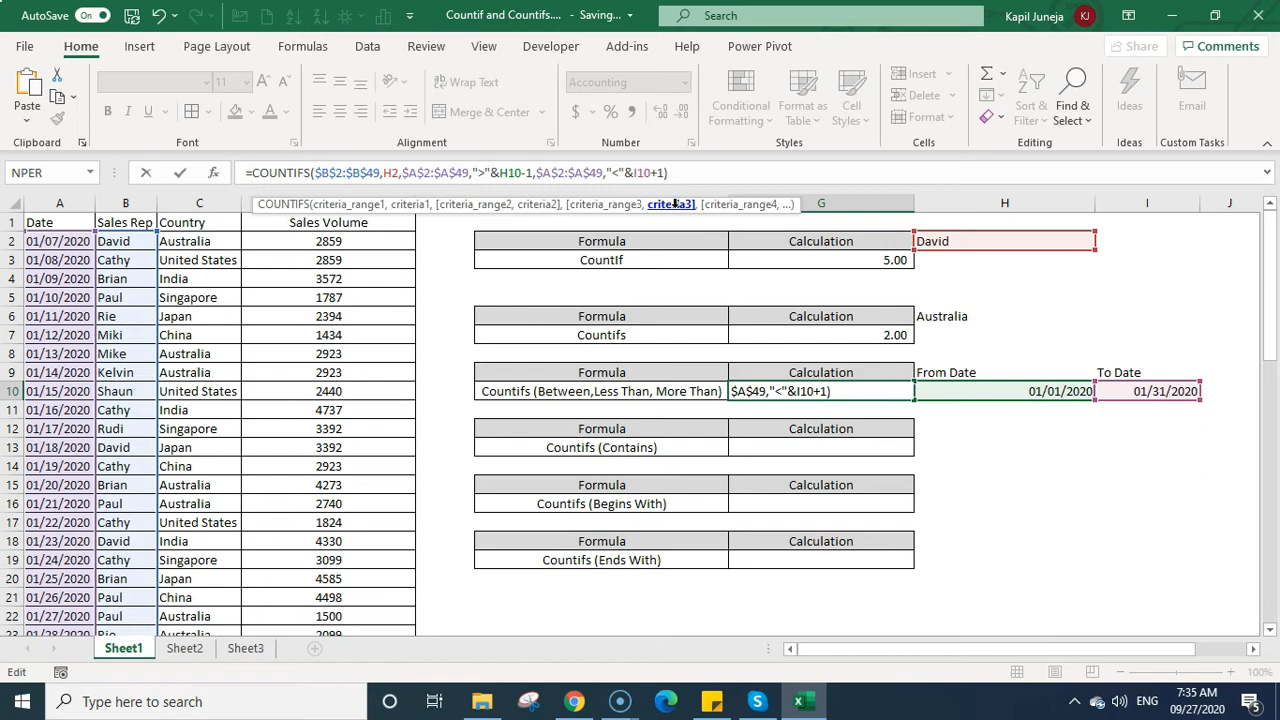 AutoSave On Countif and Countifs.... - Saving... Search Kapil Juneja KJ
File Home Insert Page Layout Formulas Data Review View Developer Add-ins Help Power Pivot Share Comments
Paste 11 A^ A˅ Wrap Text Accounting Conditional Format as Cell Insert Σ Sort & Find & Ideas Email
B I U A Merge & Center $ % , Formatting Table Styles Delete Format Filter Select
Clipboard Font Alignment Number Styles Cells Editing Ideas Custom Tasks
NPER fx =COUNTIFS($B$2:$B$49,H2,$A$2:$A$49,">"&H10-1,$A$2:$A$49,"<"&I10+1)
COUNTIFS(criteria_range1, criteria1, [criteria_range2, criteria2], [criteria_range3, criteria3], [criteria_range4, ...)
A B C G H I J
1 Date Sales Rep Country Sales Volume
2 01/07/2020 David Australia 2859 Formula Calculation David
3 01/08/2020 Cathy United States 2859 CountIf 5.00
4 01/09/2020 Brian India 3572
5 01/10/2020 Paul Singapore 1787
6 01/11/2020 Rie Japan 2394 Formula Calculation Australia
7 01/12/2020 Miki China 1434 Countifs 2.00
8 01/13/2020 Mike Australia 2923
9 01/14/2020 Kelvin Australia 2923 Formula Calculation From Date To Date
10 01/15/2020 Shaun United States 2440 Countifs (Between,Less Than, More Than) $A$49,"<"&I10+1) 01/01/2020 01/31/2020
11 01/16/2020 Cathy India 4737
12 01/17/2020 Rudi Singapore 3392 Formula Calculation
13 01/18/2020 David Japan 3392 Countifs (Contains)
14 01/19/2020 Cathy China 2923
15 01/20/2020 Brian Australia 4273 Formula Calculation
16 01/21/2020 Paul Australia 2740 Countifs (Begins With)
17 01/22/2020 Cathy United States 1824
18 01/23/2020 David India 4330 Formula Calculation
19 01/24/2020 Cathy Singapore 3099 Countifs (Ends With)
20 01/25/2020 Brian Japan 4585
21 01/26/2020 Paul China 4498
22 01/27/2020 Paul Australia 1500
23 01/28/2020 Rie Australia 2099
Sheet1 Sheet2 Sheet3
Edit 100%
Type here to search ENG 7:35 AM
09/27/2020 5